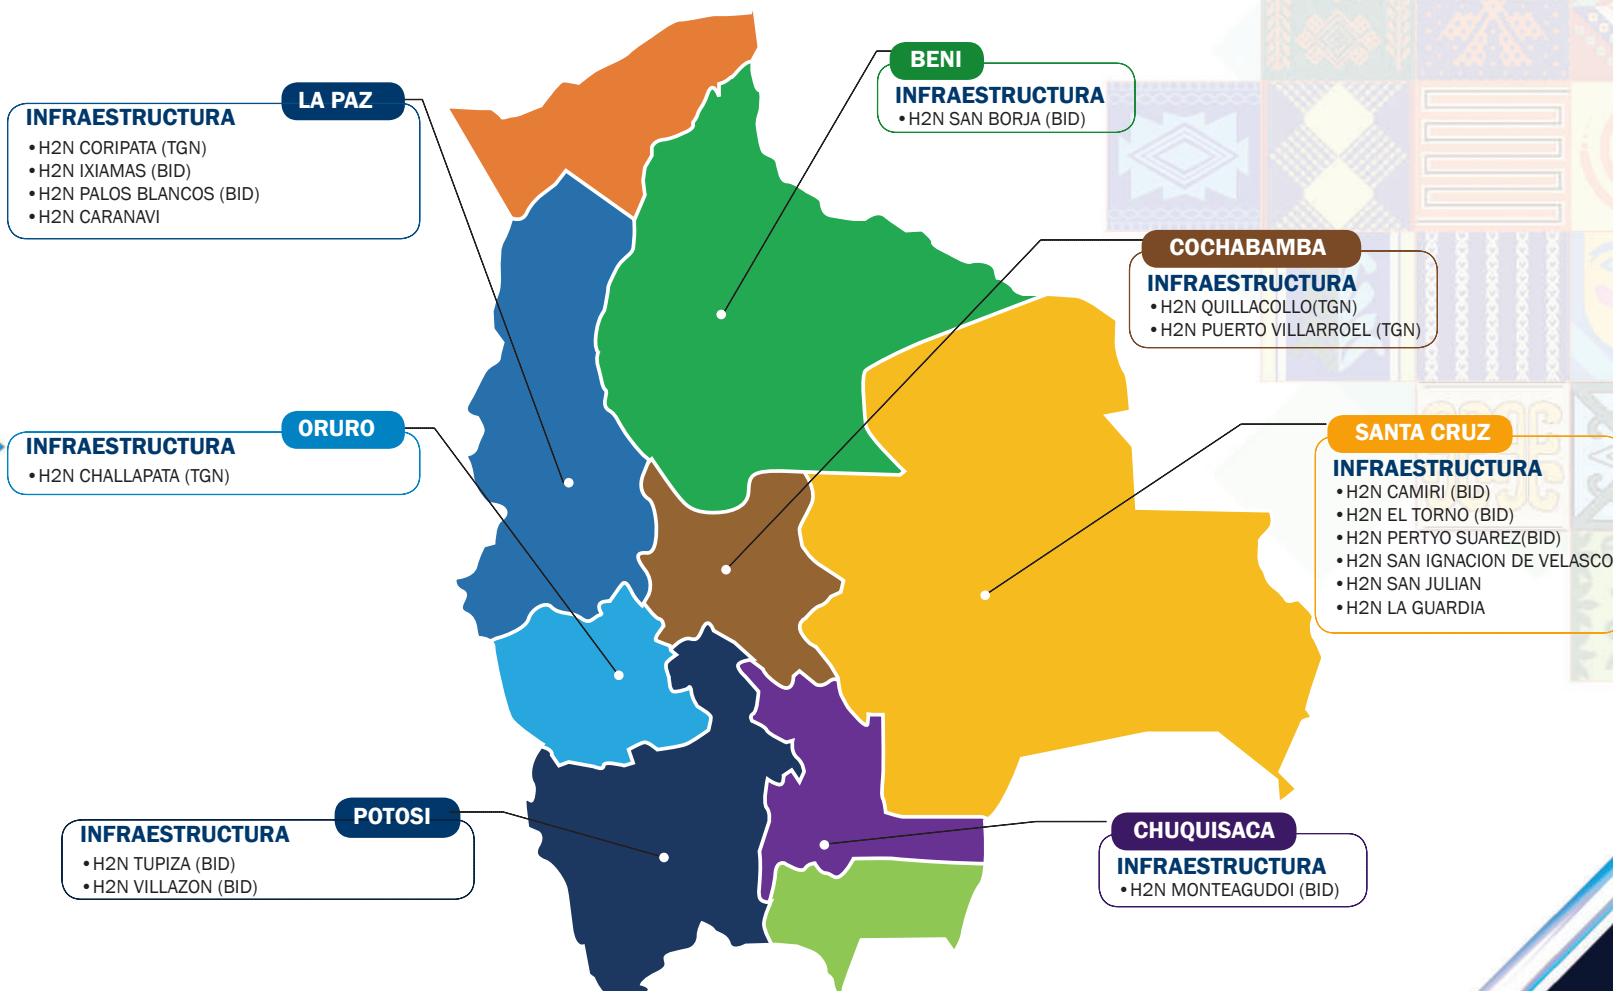 LA PAZ
INFRAESTRUCTURA
•H2N CORIPATA (TGN)
•H2N IXIAMAS (BID)
•H2N PALOS BLANCOS (BID)
•H2N CARANAVI
BENI
INFRAESTRUCTURA
•H2N SAN BORJA (BID)
COCHABAMBA
INFRAESTRUCTURA
•H2N QUILLACOLLO(TGN)
•H2N PUERTO VILLARROEL (TGN)
ORURO
INFRAESTRUCTURA
•H2N CHALLAPATA (TGN)
SANTA CRUZ
INFRAESTRUCTURA
•H2N CAMIRI (BID)
•H2N EL TORNO (BID)
•H2N PERTYO SUAREZ(BID)
•H2N SAN IGNACION DE VELASCO
•H2N SAN JULIAN
•H2N LA GUARDIA
POTOSI
INFRAESTRUCTURA
•H2N TUPIZA (BID)
•H2N VILLAZON (BID)
CHUQUISACA
INFRAESTRUCTURA
•H2N MONTEAGUDOI (BID)